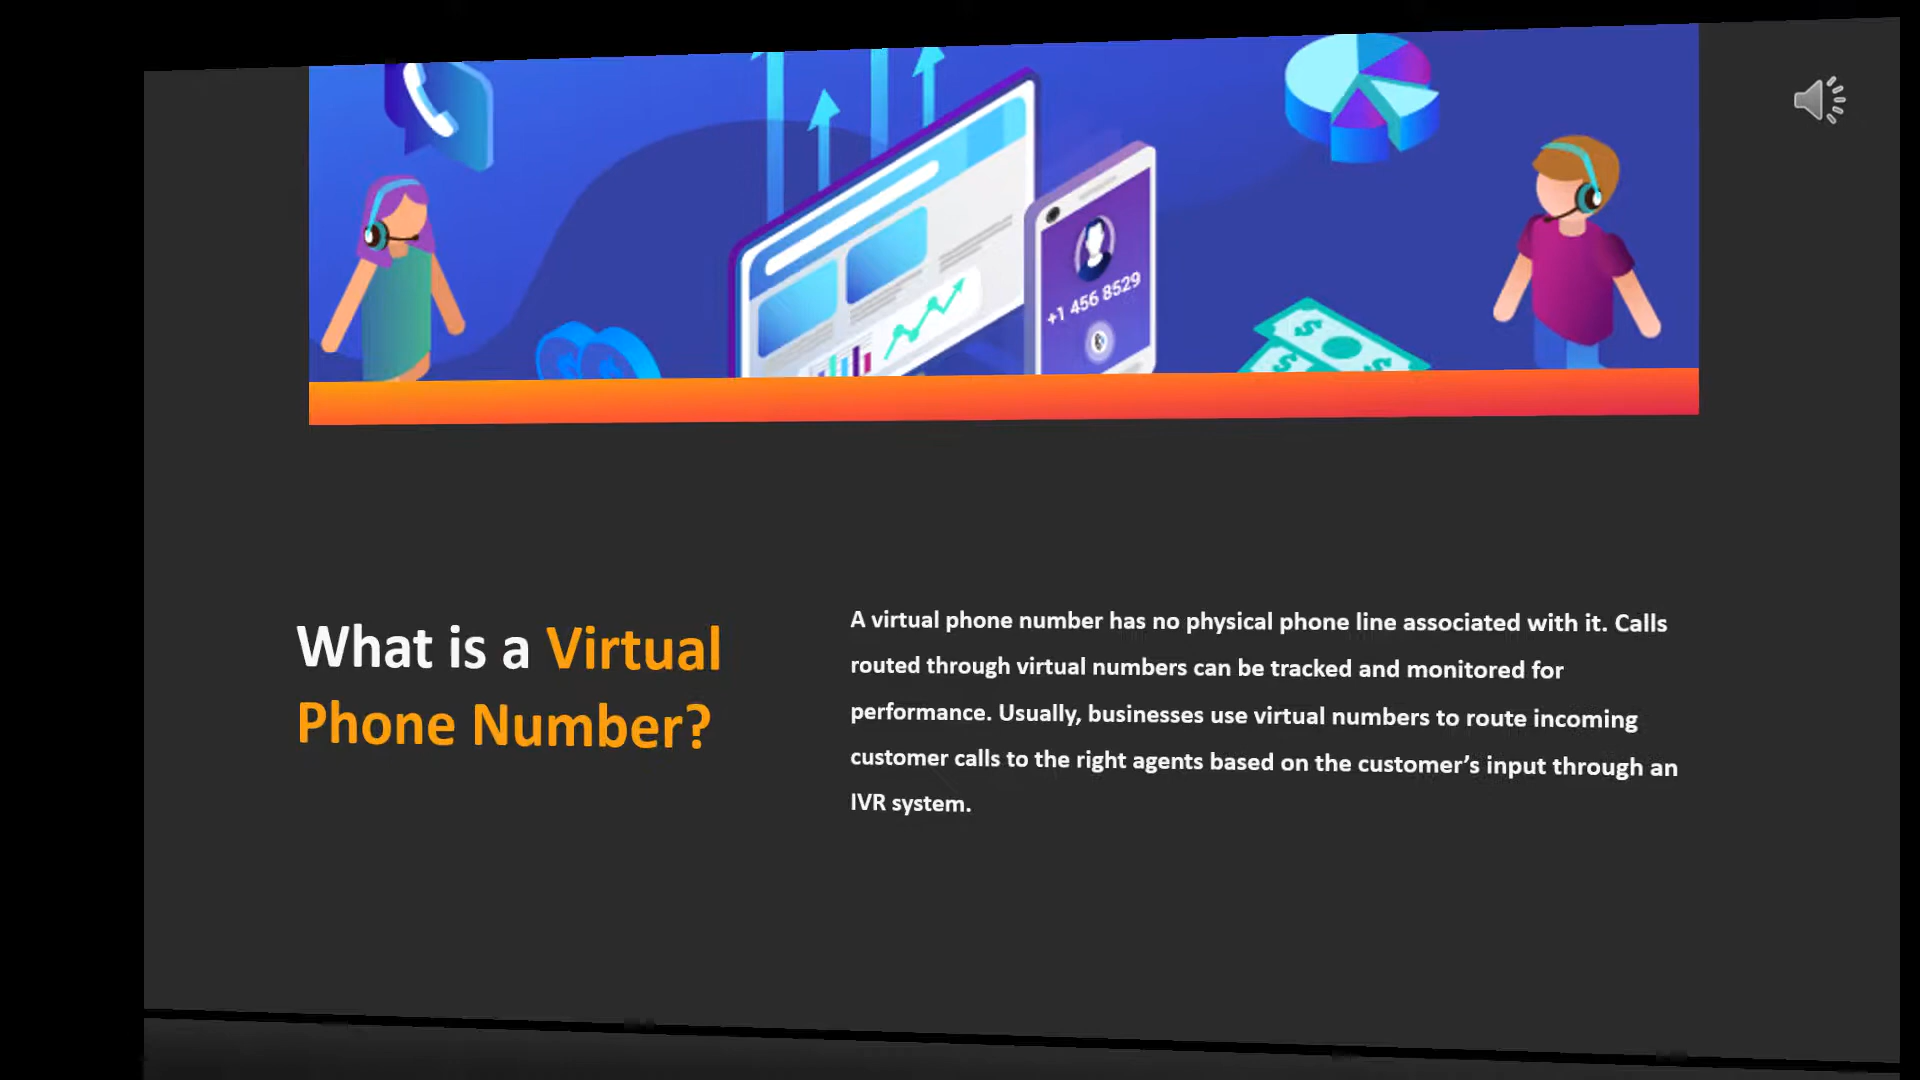 +1 456 8529
What is a Virtual
Phone Number?
A virtual phone number has no physical phone line associated with it. Calls
routed through virtual numbers can be tracked and monitored for
performance. Usually, businesses use virtual numbers to route incoming
customer calls to the right agents based on the customer’s input through an
IVR system.